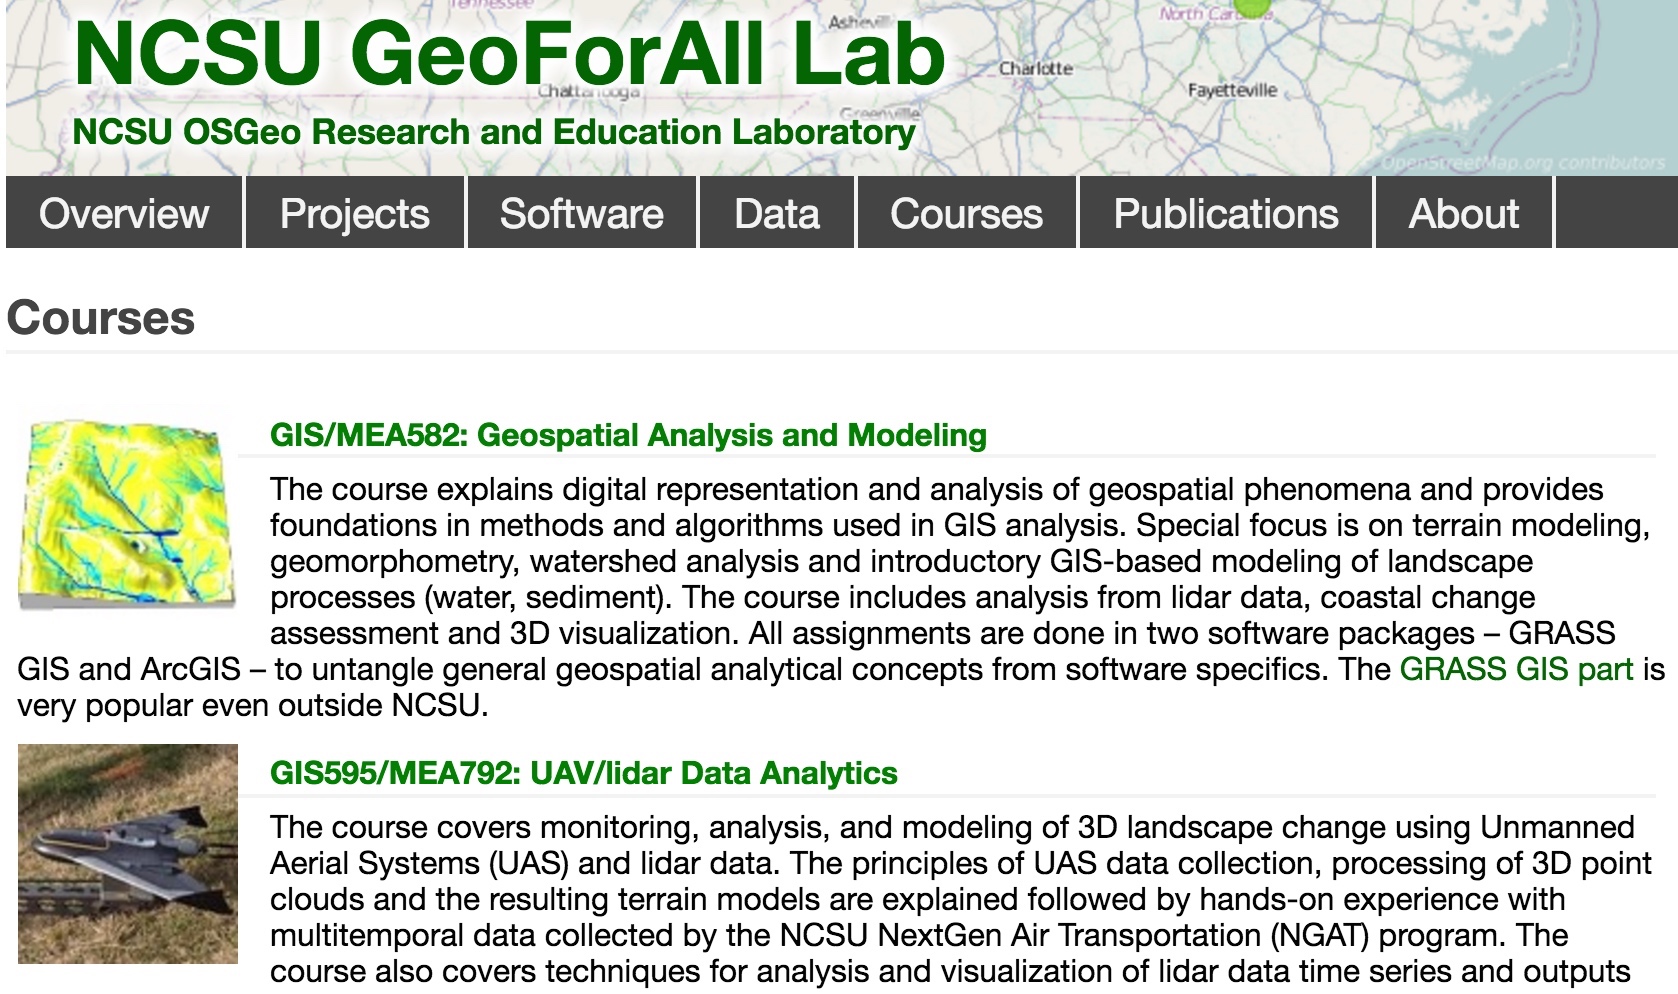 Tennessee
Asheville
North Carolina
NCSU GeoForAll Lab
Charlotte
Chattanooga
Fayetteville
Greenville
NCSU OSGeo Research and Education Laboratory
OpenStreetMap.org contributors
Overview
Projects
Software
Data
Courses
Publications
About
Courses
GIS/MEA582: Geospatial Analysis and Modeling
The course explains digital representation and analysis of geospatial phenomena and provides
foundations in methods and algorithms used in GIS analysis. Special focus is on terrain modeling,
geomorphometry, watershed analysis and introductory GIS-based modeling of landscape
processes (water, sediment). The course includes analysis from lidar data, coastal change
assessment and 3D visualization. All assignments are done in two software packages – GRASS
GIS and ArcGIS – to untangle general geospatial analytical concepts from software specifics. The GRASS GIS part is
very popular even outside NCSU.
GIS595/MEA792: UAV/lidar Data Analytics
The course covers monitoring, analysis, and modeling of 3D landscape change using Unmanned
Aerial Systems (UAS) and lidar data. The principles of UAS data collection, processing of 3D point
clouds and the resulting terrain models are explained followed by hands-on experience with
multitemporal data collected by the NCSU NextGen Air Transportation (NGAT) program. The
course also covers techniques for analysis and visualization of lidar data time series and outputs